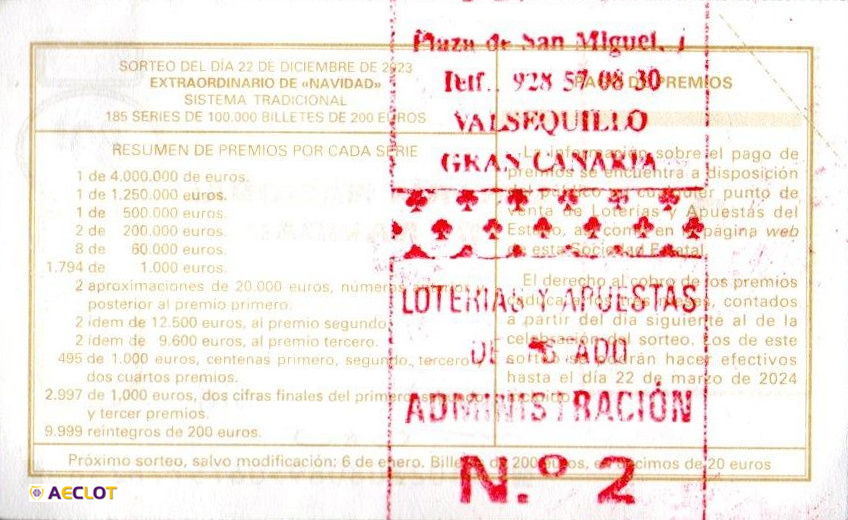 SORTEO DEL DÍA 22 DE DICIEMBRE DE 2023
EXTRAORDINARIO DE «NAVIDAD»
SISTEMA TRADICIONAL
185 SERIES DE 100.000 BILLETES DE 200 EUROS
RESUMEN DE PREMIOS POR CADA SERIE
1 de 4.000.000 de euros.
1 de 1.250.000 euros.
1 de 500.000 euros.
2 de 200.000 euros.
8 de 60.000 euros.
1.794 de 1.000 euros.
2 aproximaciones de 20.000 euros, números anterior y
posterior al premio primero.
2 ídem de 12.500 euros, al premio segundo.
2 ídem de 9.600 euros, al premio tercero.
495 de 1.000 euros, centenas primero, segundo, tercero y
dos cuartos premios.
2.997 de 1.000 euros, dos cifras finales del primero, segundo
y tercer premios.
9.999 reintegros de 200 euros.
PAGO DE PREMIOS
La información sobre el pago de
premios se encuentra a disposición
del público en cualquier punto de
venta de Loterías y Apuestas del
Estado, así como en la página web
de esta Sociedad Estatal.
El derecho al cobro de los premios
caduca a los tres meses, contados
a partir del día siguiente al de la
celebración del sorteo. Los de este
sorteo se podrán hacer efectivos
hasta el día 22 de marzo de 2024
inclusive.
Próximo sorteo, salvo modificación: 6 de enero. Billetes de 200 euros, en décimos de 20 euros
Plaza de San Miguel, 1
Telf.: 928 57 08 30
VALSEQUILLO
GRAN CANARIA
LOTERIAS Y APUESTAS
DEL ESTADO
ADMINISTRACIÓN
N.º 2
AECLOT